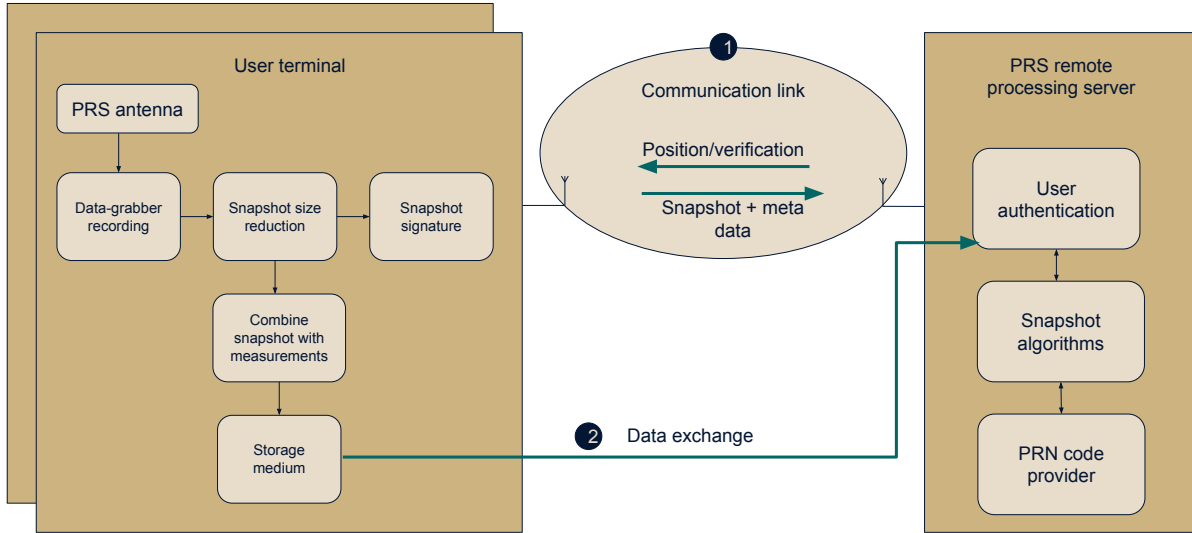 User terminal
PRS antenna
Data-grabber
recording
Snapshot size
reduction
Snapshot
signature
Combine
snapshot with
measurements
Storage
medium
1
Communication link
Position/verification
Snapshot + meta
data
2
Data exchange
PRS remote
processing server
User
authentication
Snapshot
algorithms
PRN code
provider